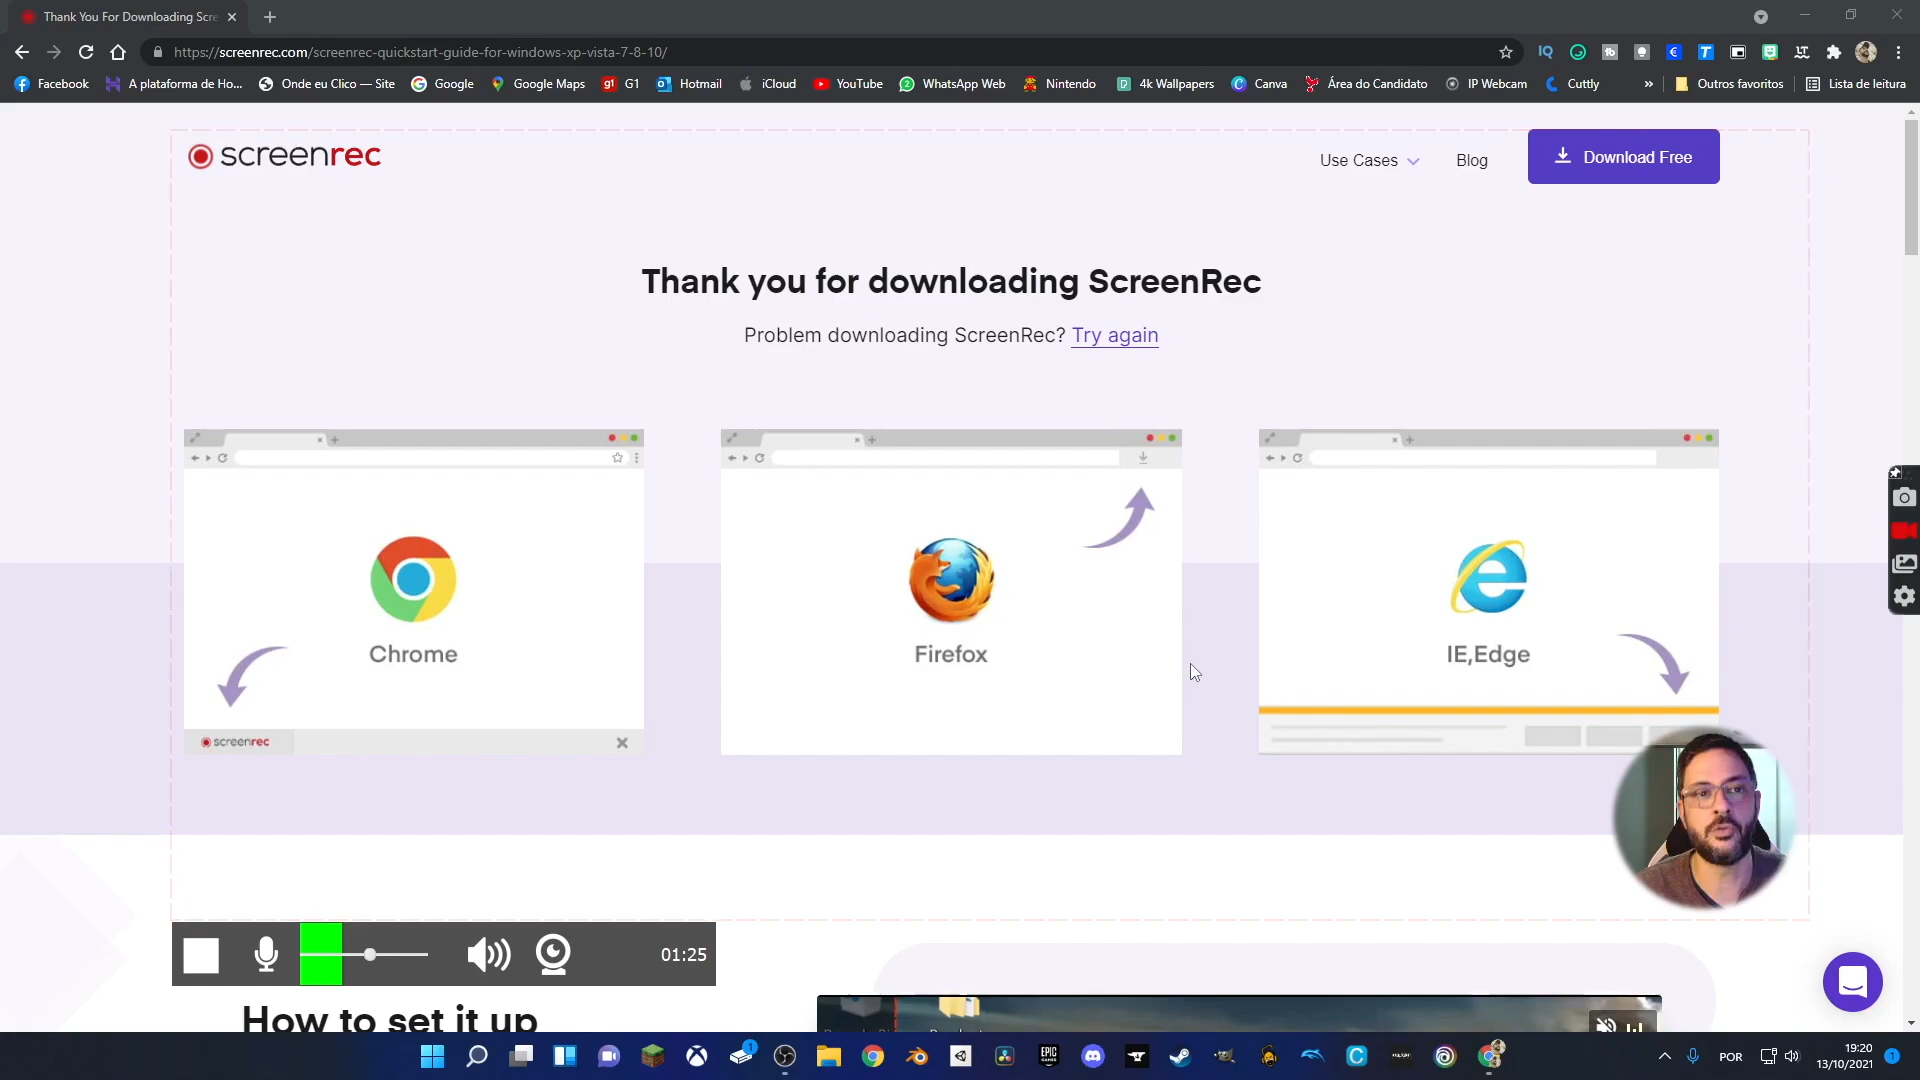 Thank You For Downloading Scre
https://screenrec.com/screenrec-quickstart-guide-for-windows-xp-vista-7-8-10/
Facebook
A plataforma de Ho...
Onde eu Clico — Site
Google
Google Maps
G1
Hotmail
iCloud
YouTube
WhatsApp Web
Nintendo
4k Wallpapers
Canva
Área do Candidato
IP Webcam
Cuttly
Outros favoritos
Lista de leitura
screenrec
Use Cases
Blog
Download Free
Thank you for downloading ScreenRec
Problem downloading ScreenRec? Try again
Chrome
Firefox
IE,Edge
screenrec
01:25
How to set it up
POR
19:20
13/10/2021